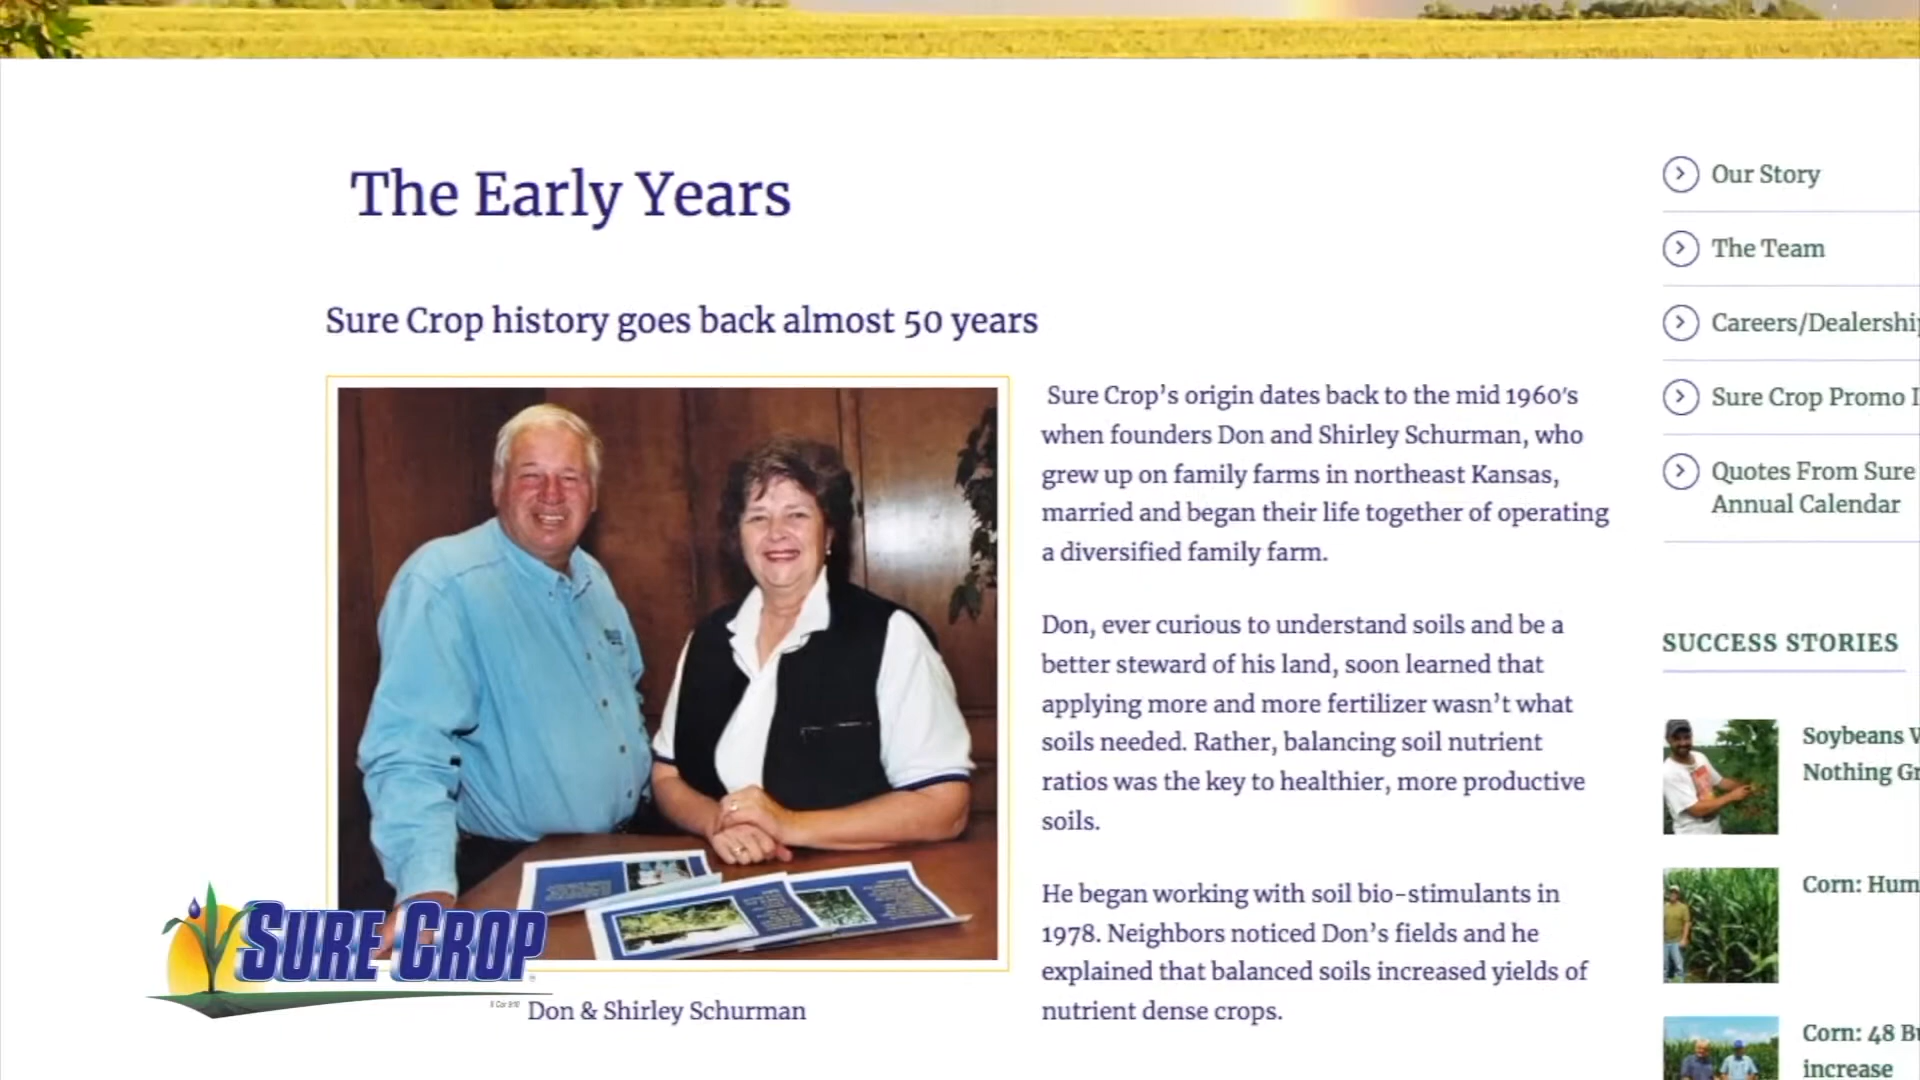 The Early Years
Sure Crop history goes back almost 50 years
Sure Crop’s origin dates back to the mid 1960's
when founders Don and Shirley Schurman, who
grew up on family farms in northeast Kansas,
married and began their life together of operating
a diversified family farm.
Don, ever curious to understand soils and be a
better steward of his land, soon learned that
applying more and more fertilizer wasn’t what
soils needed. Rather, balancing soil nutrient
ratios was the key to healthier, more productive
soils.
He began working with soil bio-stimulants in
1978. Neighbors noticed Don’s fields and he
explained that balanced soils increased yields of
nutrient dense crops.
SURE CROP
Don & Shirley Schurman
Our Story
The Team
Careers/Dealershi
Sure Crop Promo
Quotes From Sure
Annual Calendar
SUCCESS STORIES
Soybeans
Nothing
Corn:
Corn: 48
increase